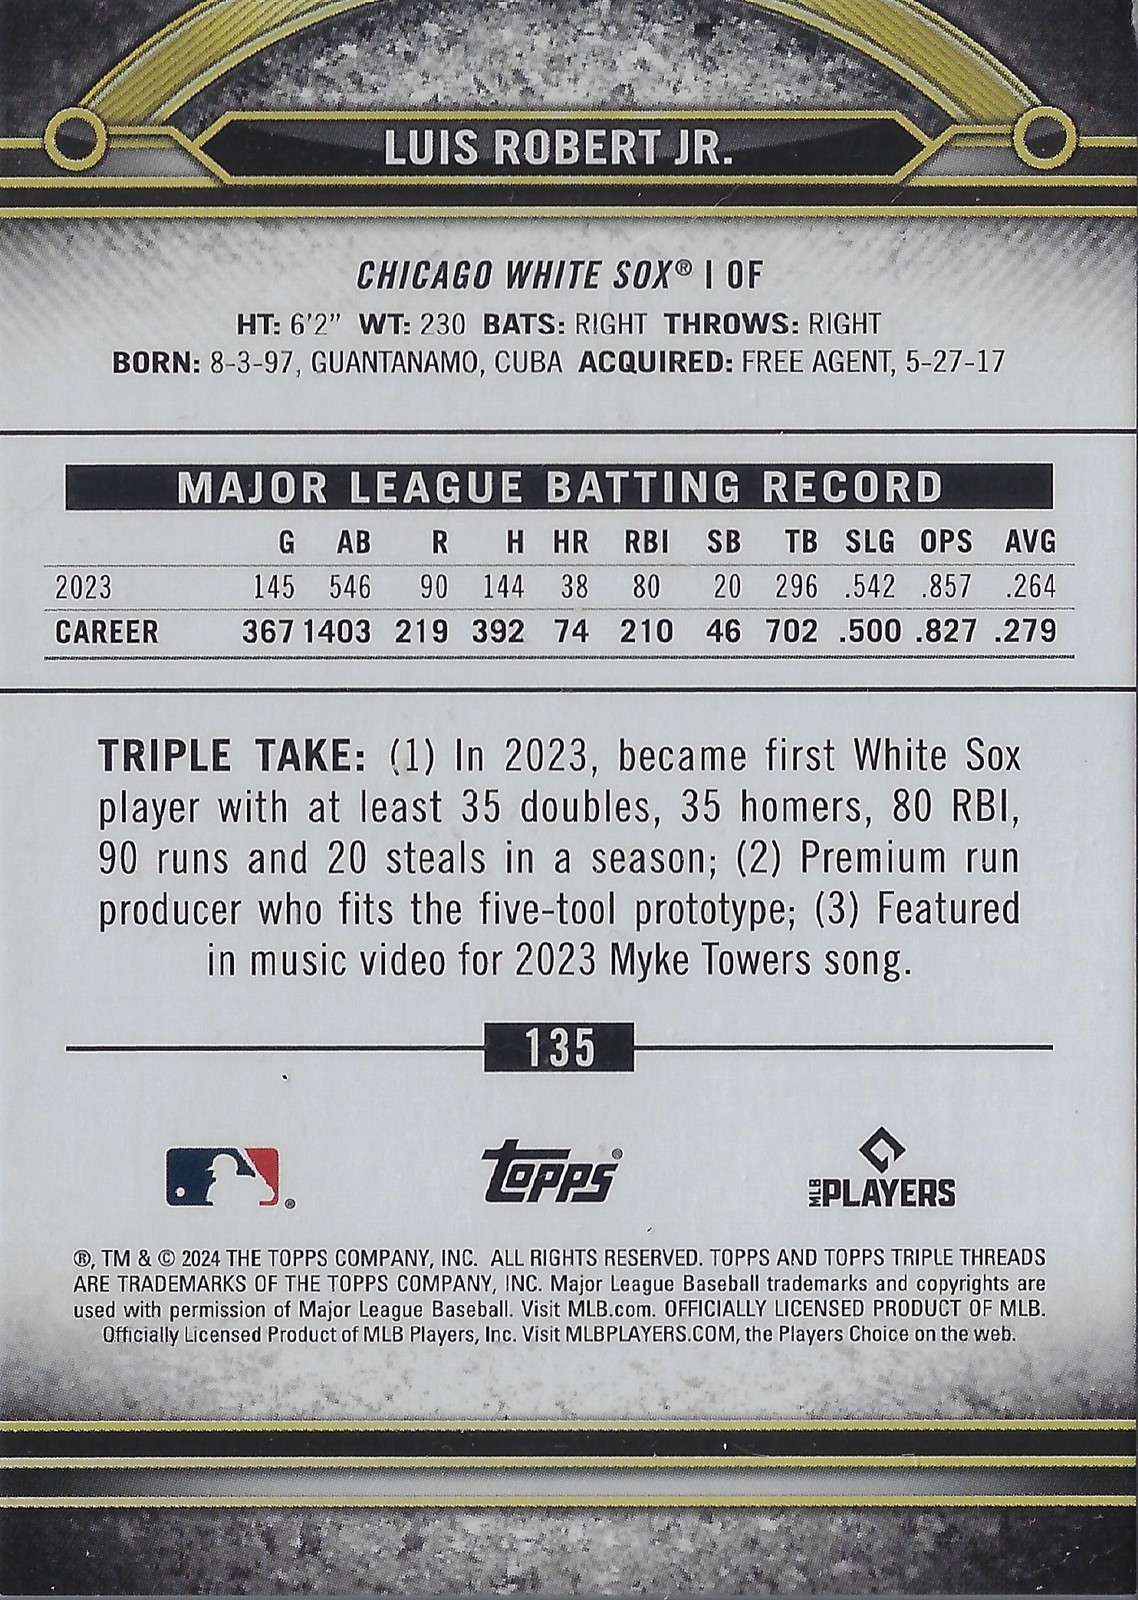 LUIS ROBERT JR.
CHICAGO WHITE SOX® | OF
HT: 6'2" WT: 230 BATS: RIGHT THROWS: RIGHT
BORN: 8-3-97, GUANTANAMO, CUBA ACQUIRED: FREE AGENT, 5-27-17
MAJOR LEAGUE BATTING RECORD
G AB R H HR RBI SB TB SLG OPS AVG
2023 145 546 90 144 38 80 20 296 .542 .857 .264
CAREER 367 1403 219 392 74 210 46 702 .500 .827 .279
TRIPLE TAKE: (1) In 2023, became first White Sox
player with at least 35 doubles, 35 homers, 80 RBI,
90 runs and 20 steals in a season; (2) Premium run
producer who fits the five-tool prototype; (3) Featured
in music video for 2023 Myke Towers song.
135
®
Topps®
MLB PLAYERS
®, TM & © 2024 THE TOPPS COMPANY, INC. ALL RIGHTS RESERVED. TOPPS AND TOPPS TRIPLE THREADS
ARE TRADEMARKS OF THE TOPPS COMPANY, INC. Major League Baseball trademarks and copyrights are
used with permission of Major League Baseball. Visit MLB.com. OFFICIALLY LICENSED PRODUCT OF MLB.
Officially Licensed Product of MLB Players, Inc. Visit MLBPLAYERS.COM, the Players Choice on the web.